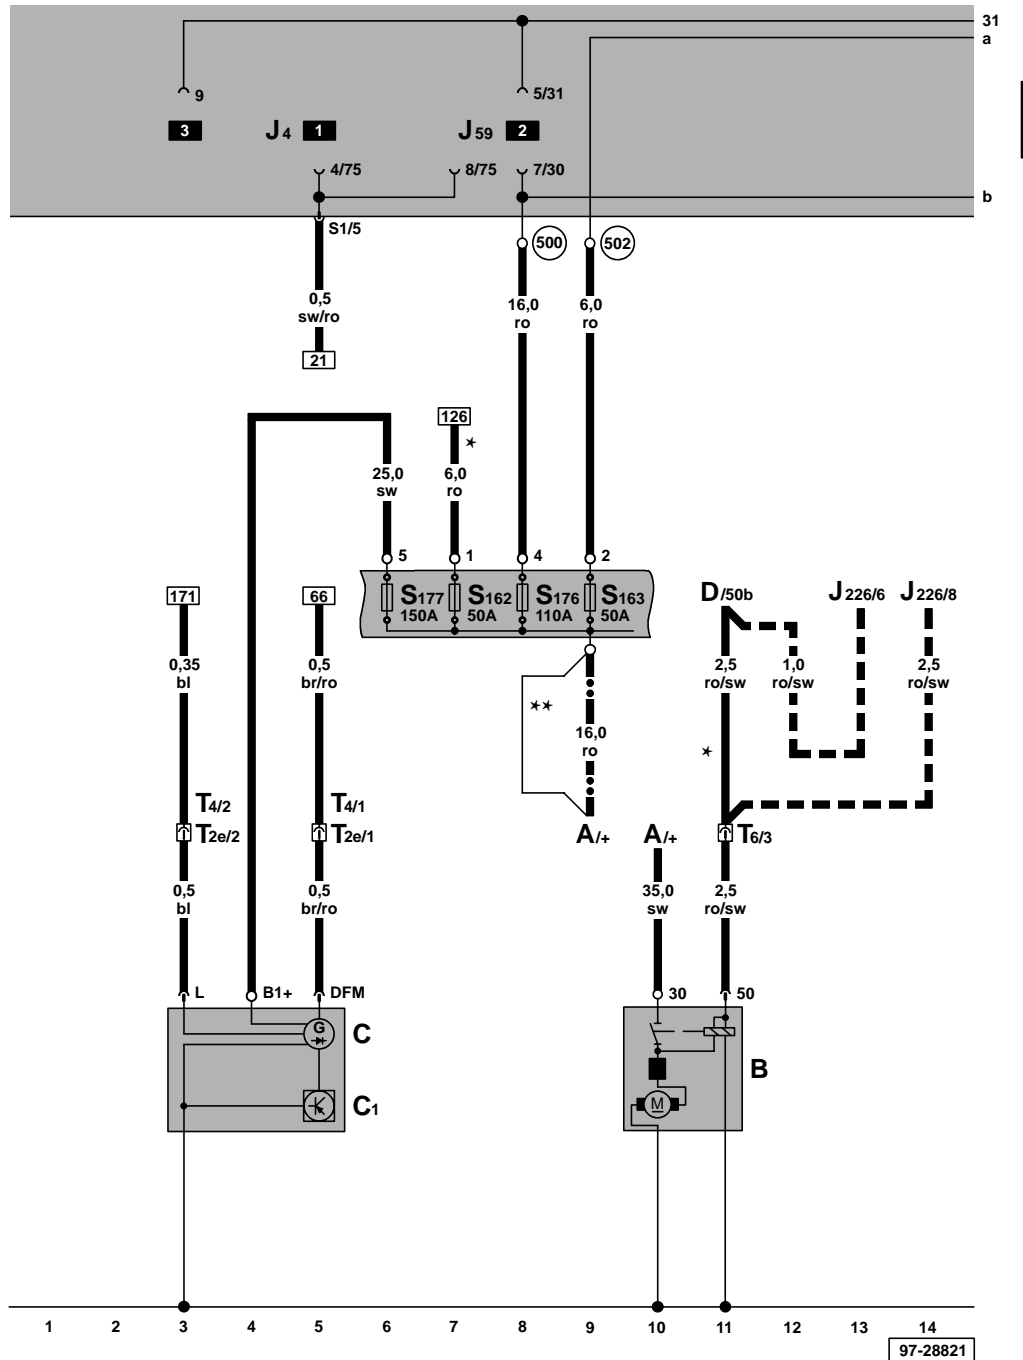 31
a
9
5/31
3
J4
1
J59
2
4/75
8/75
7/30
b
S1/5
500
502
0,5
sw/ro
16,0
ro
6,0
ro
21
126
★
25,0
sw
6,0
ro
5
1
4
2
S177
150A
S162
50A
S176
110A
S163
50A
171
66
D/50b
J226/6
J226/8
0,35
bl
0,5
br/ro
2,5
ro/sw
1,0
ro/sw
2,5
ro/sw
★★
16,0
ro
★
T4/2
T2e/2
T4/1
T2e/1
A/+
A/+
T6/3
0,5
bl
0,5
br/ro
35,0
sw
2,5
ro/sw
L
B1+
DFM
30
50
G
C
C1
M
B
1 2 3 4 5 6 7 8 9 10 11 12 13 14
97-28821